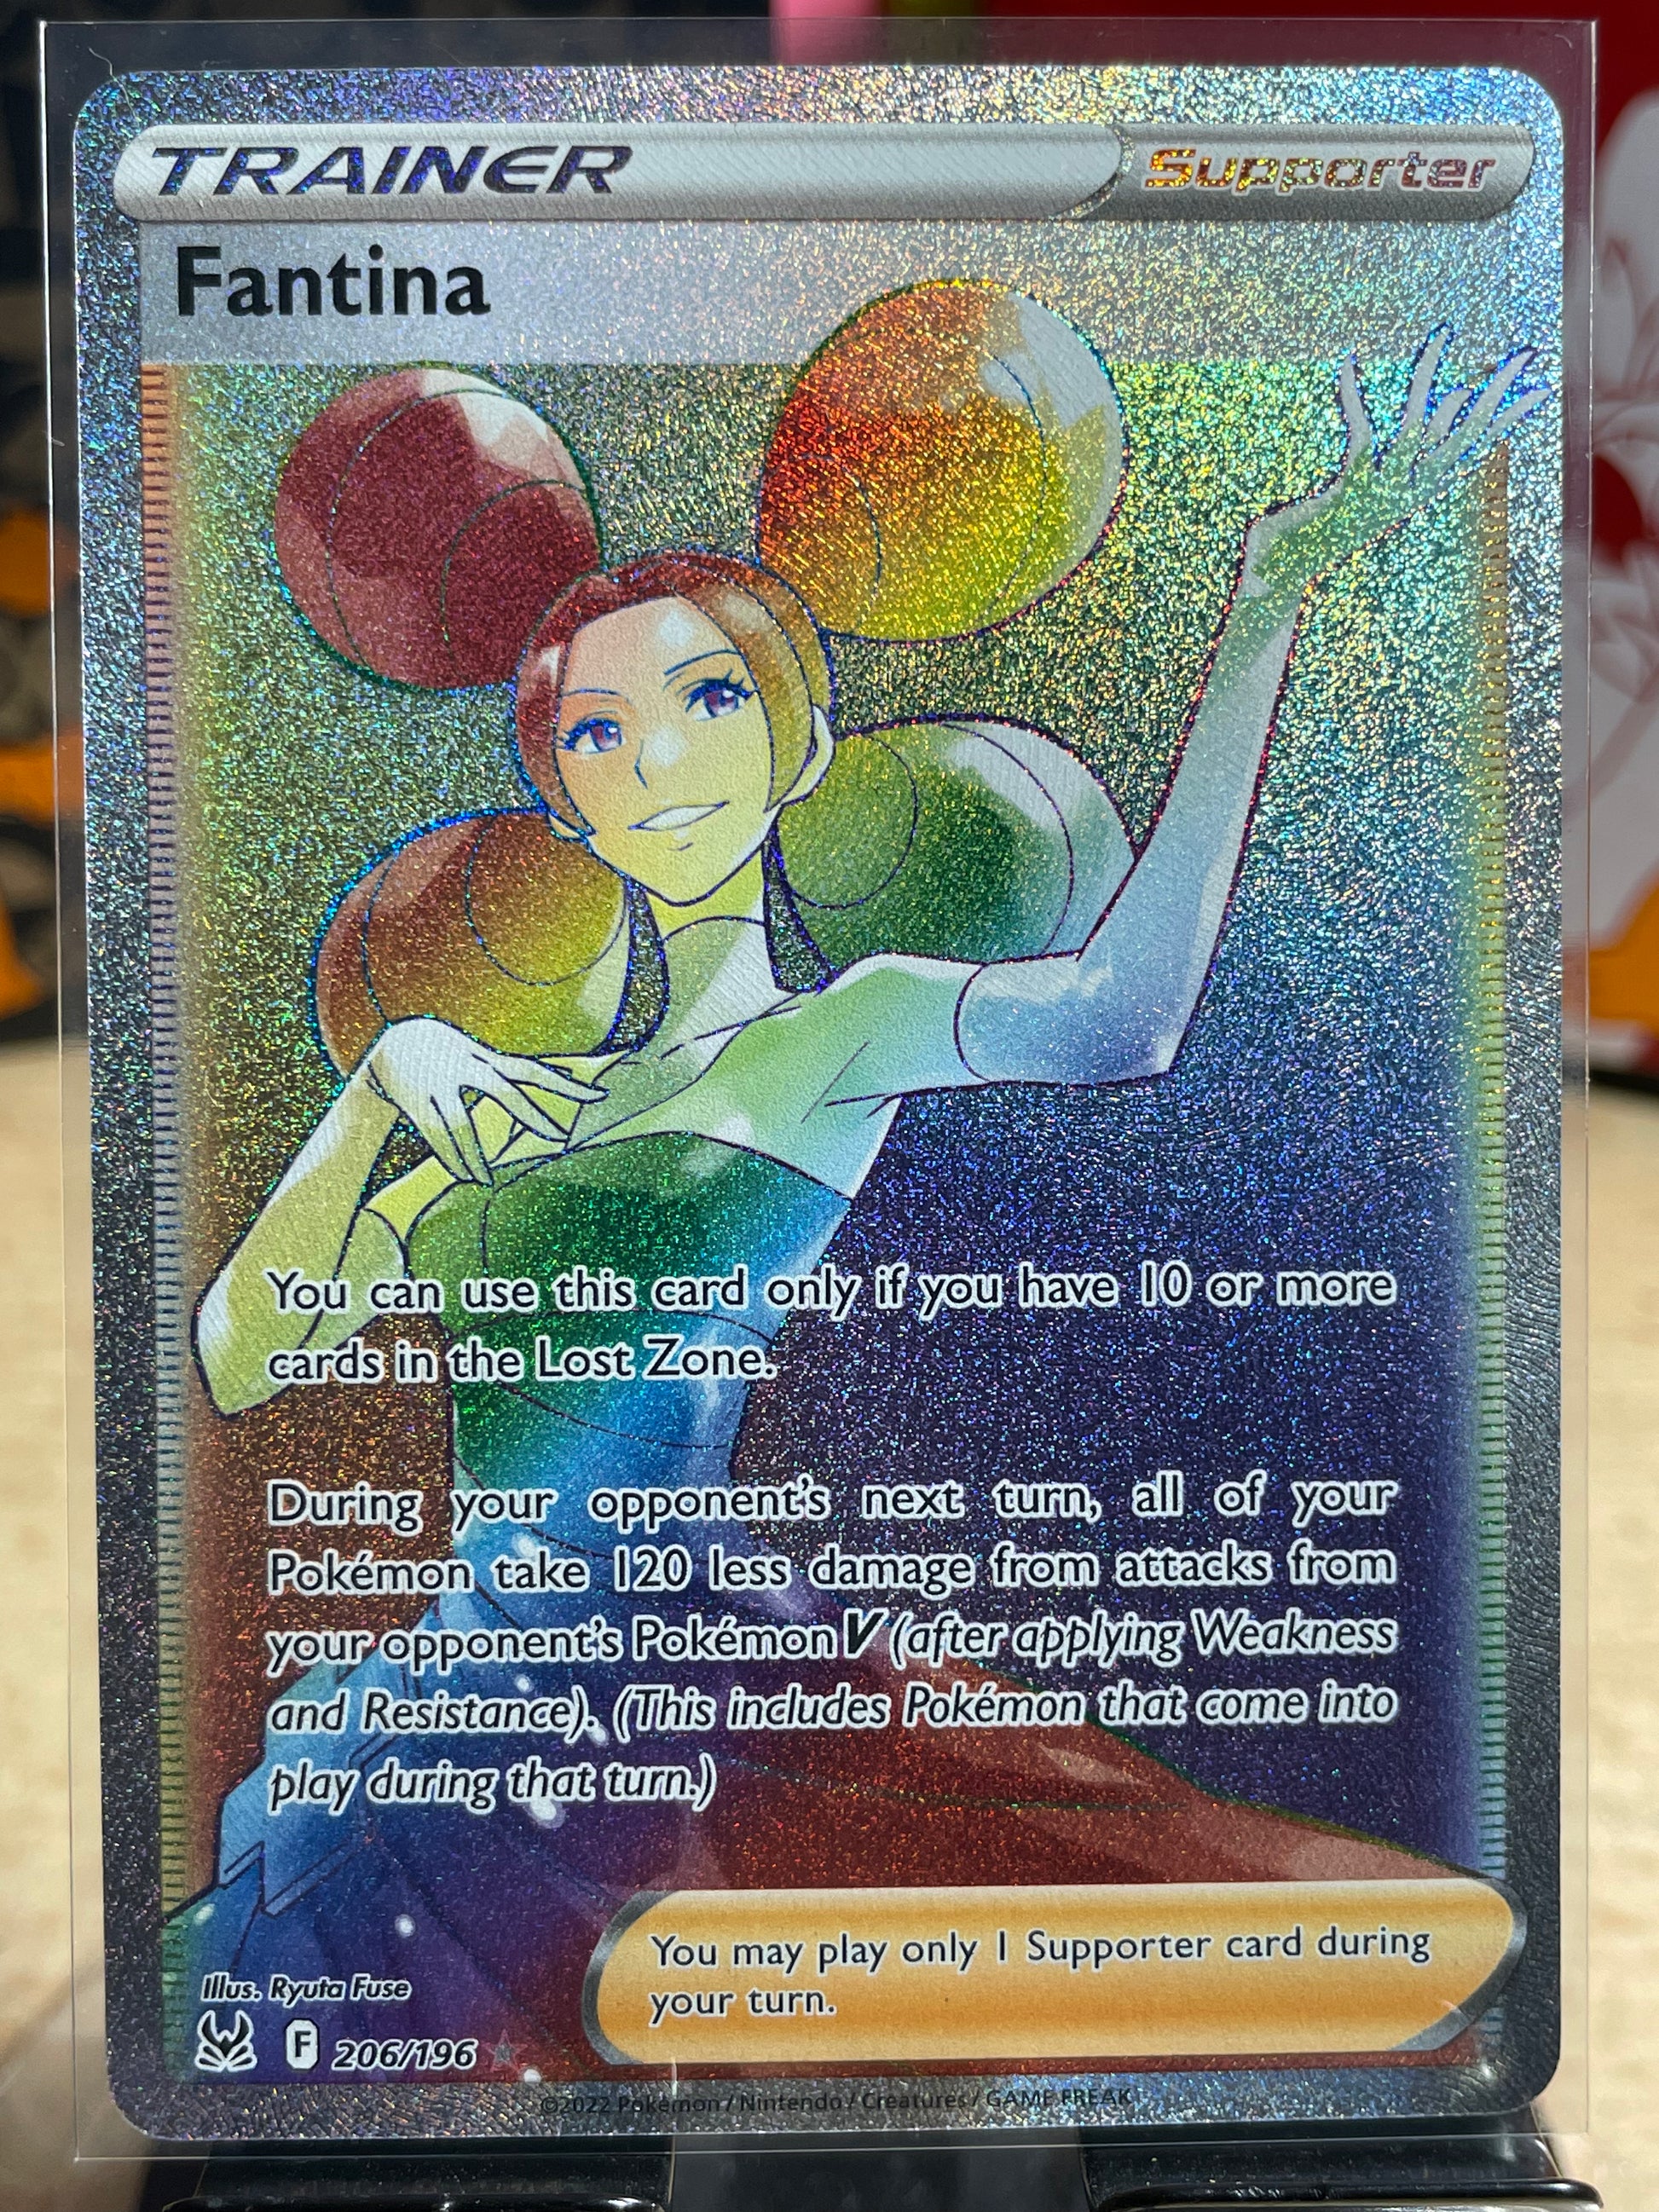 TRAINER Supporter
Fantina
You can use this card only if you have 10 or more
cards in the Lost Zone.
During your opponent's next turn, all of your
Pokémon take 120 less damage from attacks from
your opponent's Pokémon V (after applying Weakness
and Resistance). (This includes Pokémon that come into
play during that turn.)
You may play only 1 Supporter card during
your turn.
Illus. Ryuta Fuse
F 206/196
©2022 Pokémon / Nintendo / Creatures / GAME FREAK